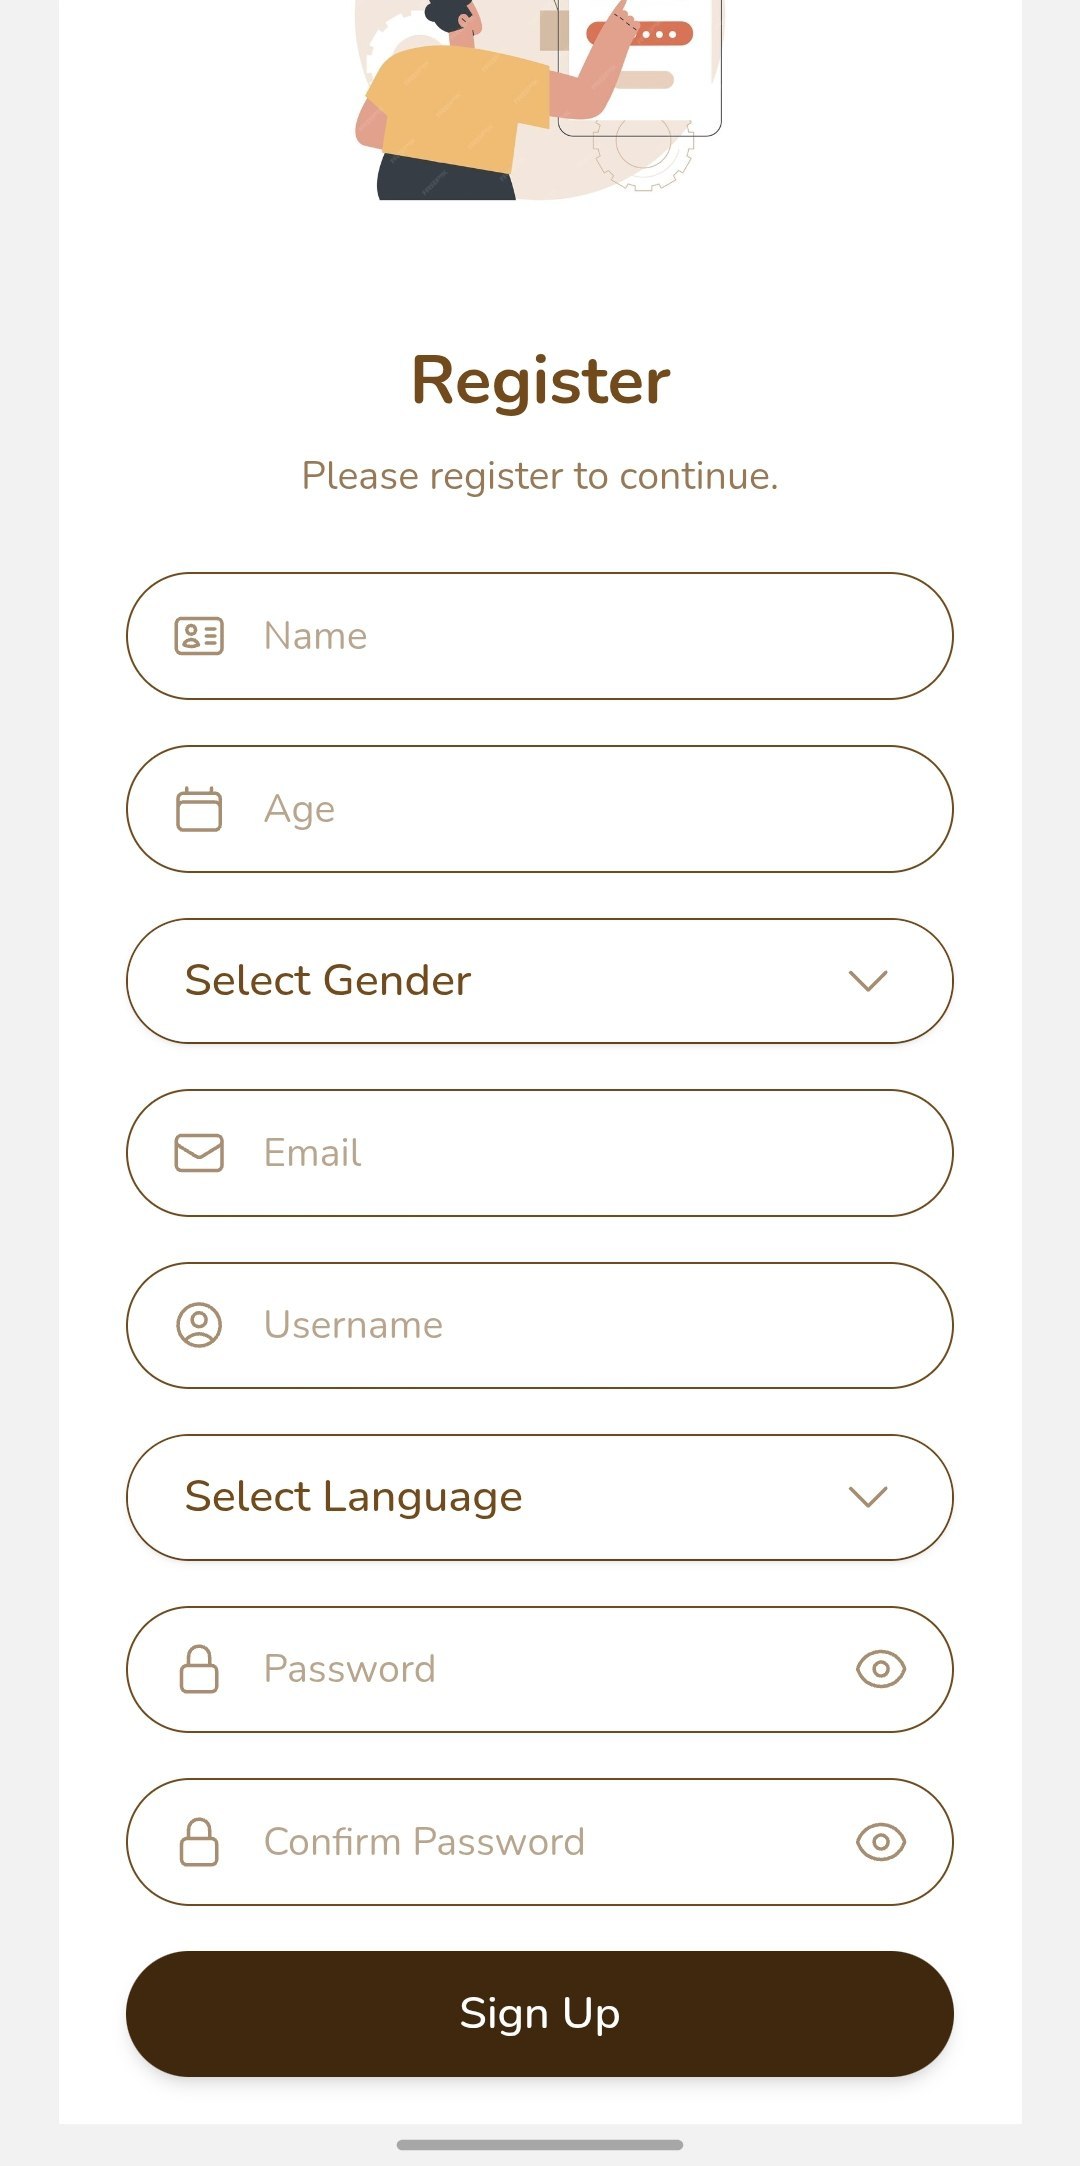 Register
Please register to continue.
Name
Age
Select Gender
Email
Username
Select Language
Password
Confirm Password
Sign Up